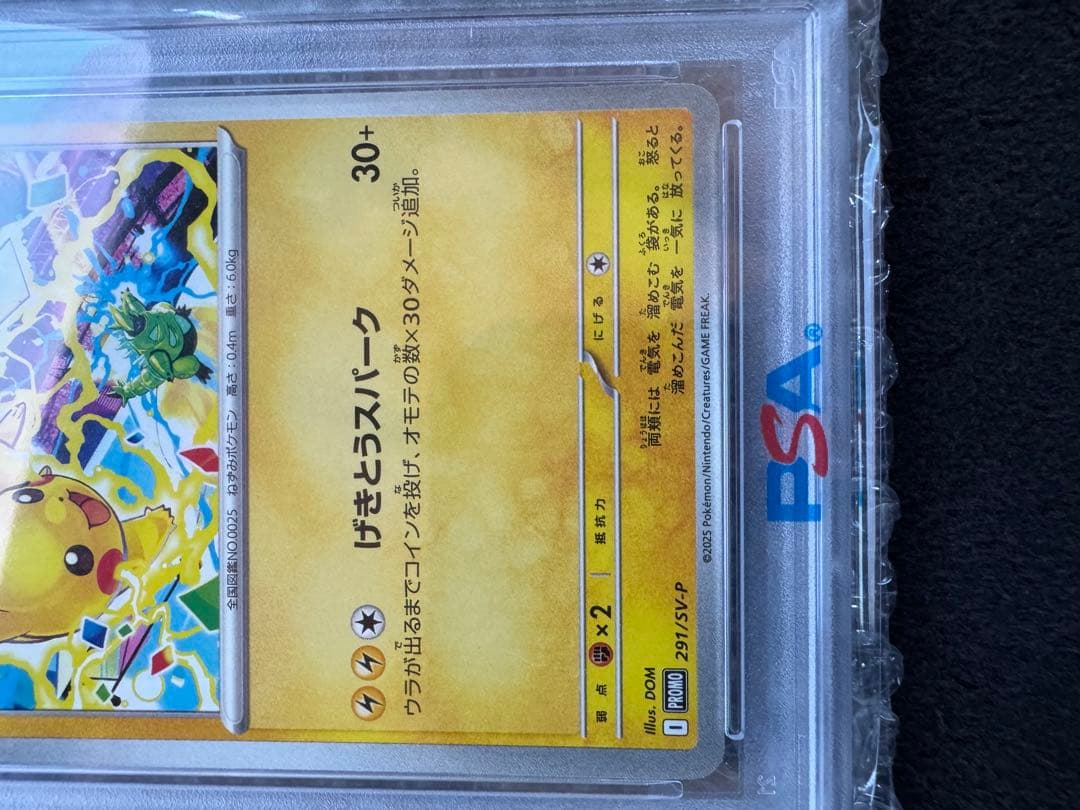 全国図鑑NO.0025 ねずみポケモン 高さ:0.4m 重さ:6.0kg
げきとうスパーク 30+
ウラが出るまでコインを投げ、オモテの数×30ダメージ追加。
弱点 ×2 抵抗力 にげる
両頬には 電気を 溜めこむ 袋がある。 怒ると
溜めこんだ 電気を 一気に 放ってくる。
Illus. DOM
I PROMO 291/SV-P
©2025 Pokémon/Nintendo/Creatures/GAME FREAK.
PSA®